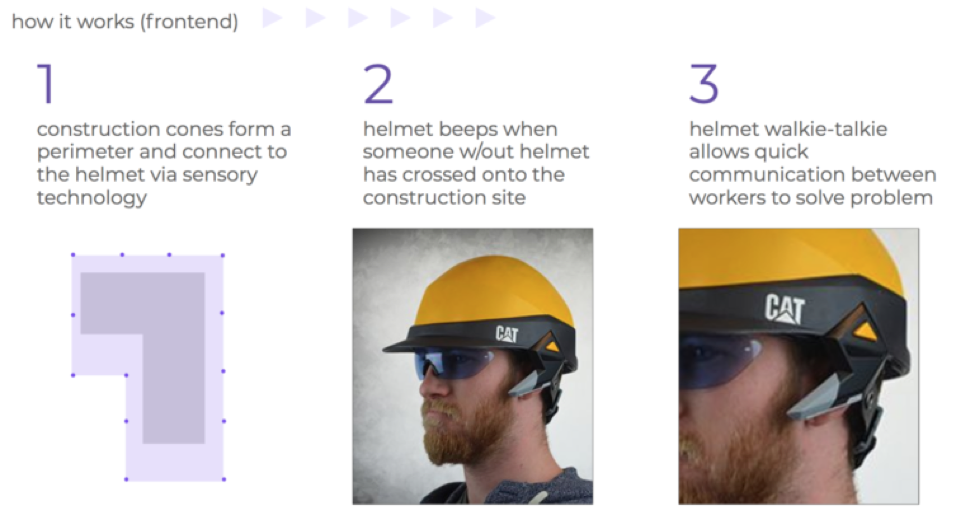 how it works (frontend)
1
construction cones form a
perimeter and connect to
the helmet via sensory
technology
2
helmet beeps when
someone w/out helmet
has crossed onto the
construction site
3
helmet walkie-talkie
allows quick
communication between
workers to solve problem
CAT
CAT